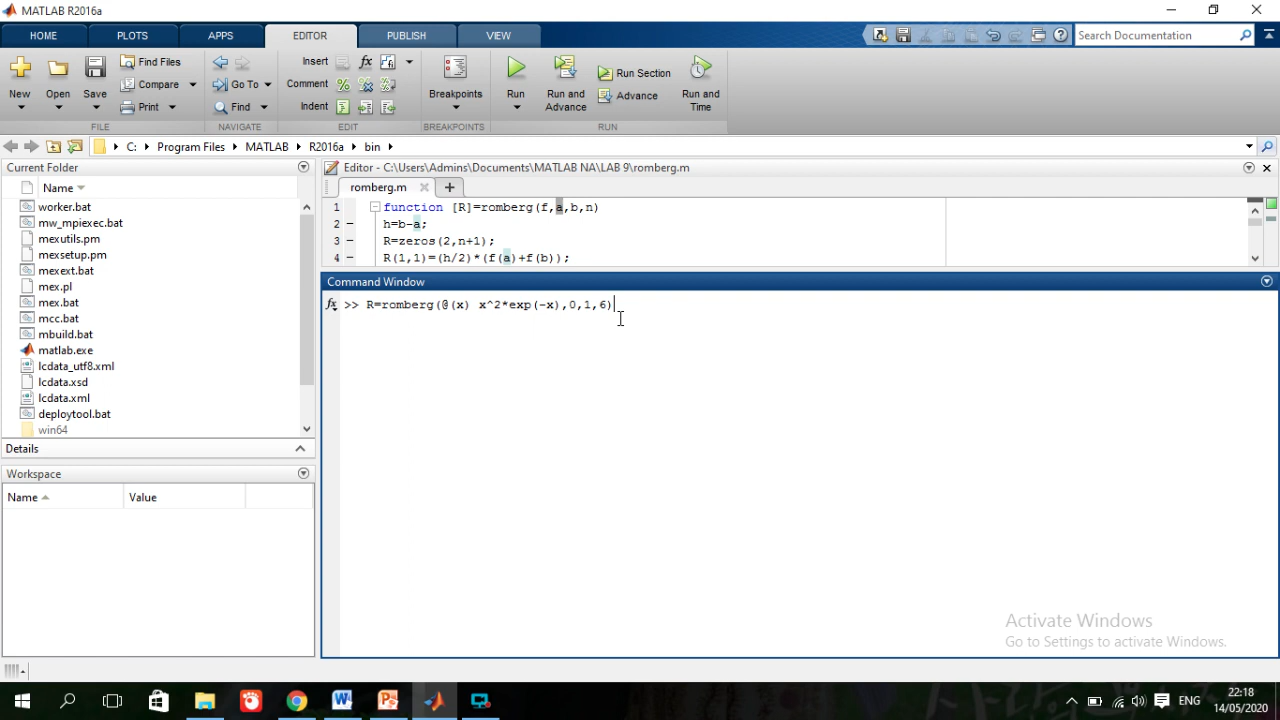 MATLAB R2016a
HOME PLOTS APPS EDITOR PUBLISH VIEW Search Documentation
New Open Save Find Files Compare Print
Go To Find
Insert fx
Comment
Indent
Breakpoints Run Run and Advance Run Section Advance Run and Time
FILE NAVIGATE EDIT BREAKPOINTS RUN
C: Program Files MATLAB R2016a bin
Current Folder
Name
worker.bat
mw_mpiexec.bat
mexutils.pm
mexsetup.pm
mexext.bat
mex.pl
mex.bat
mcc.bat
mbuild.bat
matlab.exe
lcdata_utf8.xml
lcdata.xsd
lcdata.xml
deploytool.bat
win64
Details
Workspace
Name Value
Editor - C:\Users\Admins\Documents\MATLAB NA\LAB 9\romberg.m
romberg.m
1 function [R]=romberg(f,a,b,n)
2 - h=b-a;
3 - R=zeros(2,n+1);
4 - R(1,1)=(h/2)*(f(a)+f(b));
Command Window
fx >> R=romberg(@(x) x^2*exp(-x),0,1,6)
Activate Windows
Go to Settings to activate Windows.
ENG
22:18
14/05/2020